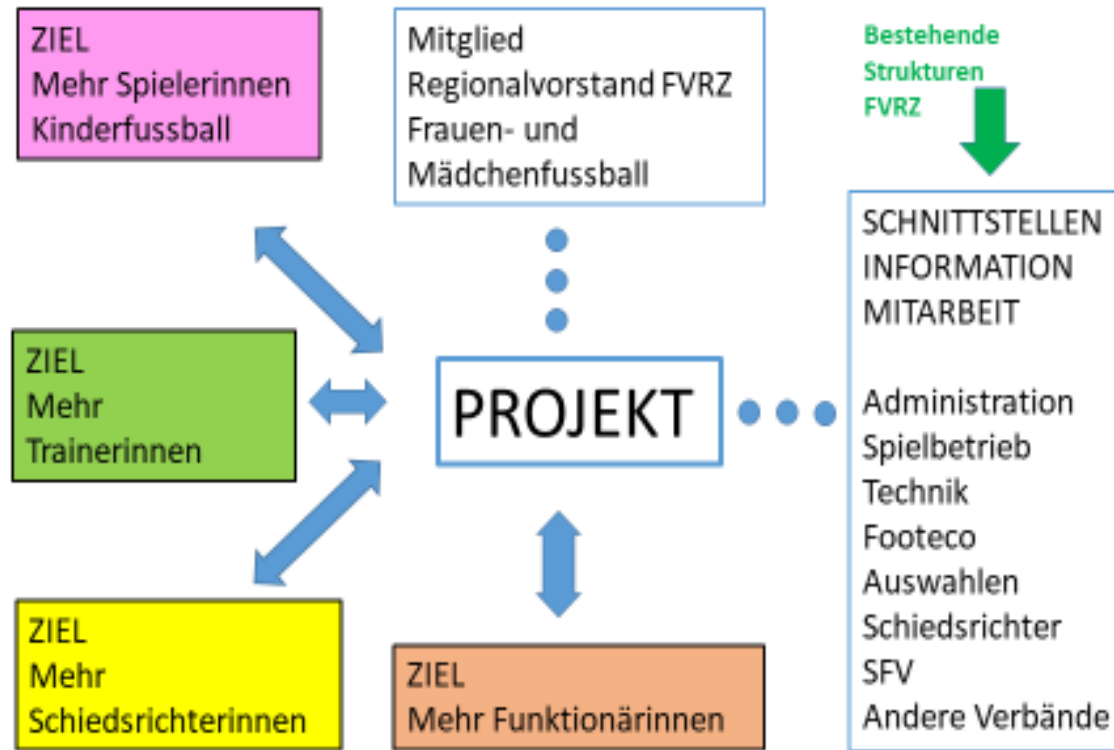 ZIEL
Mehr Spielerinnen
Kinderfussball
Mitglied
Regionalvorstand FVRZ
Frauen- und
Mädchenfussball
Bestehende
Strukturen
FVRZ
SCHNITTSTELLEN
INFORMATION
MITARBEIT
Administration
Spielbetrieb
Technik
Footeco
Auswahlen
Schiedsrichter
SFV
Andere Verbände
ZIEL
Mehr
Trainerinnen
PROJEKT
ZIEL
Mehr
Schiedsrichterinnen
ZIEL
Mehr Funktionärinnen